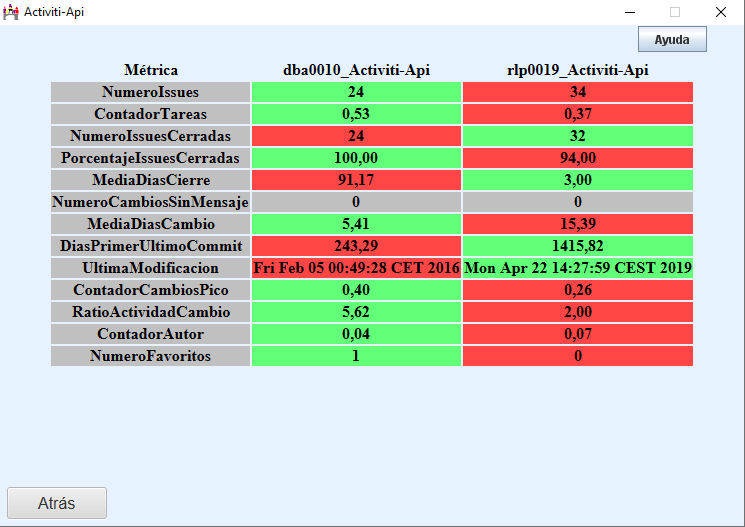 Activiti-Api
Ayuda
Métrica dba0010_Activiti-Api rlp0019_Activiti-Api
NumeroIssues 24 34
ContadorTareas 0,53 0,37
NumeroIssuesCerradas 24 32
PorcentajeIssuesCerradas 100,00 94,00
MediaDiasCierre 91,17 3,00
NumeroCambiosSinMensaje 0 0
MediaDiasCambio 5,41 15,39
DiasPrimerUltimoCommit 243,29 1415,82
UltimaModificacion Fri Feb 05 00:49:28 CET 2016 Mon Apr 22 14:27:59 CEST 2019
ContadorCambiosPico 0,40 0,26
RatioActividadCambio 5,62 2,00
ContadorAutor 0,04 0,07
NumeroFavoritos 1 0
Atrás